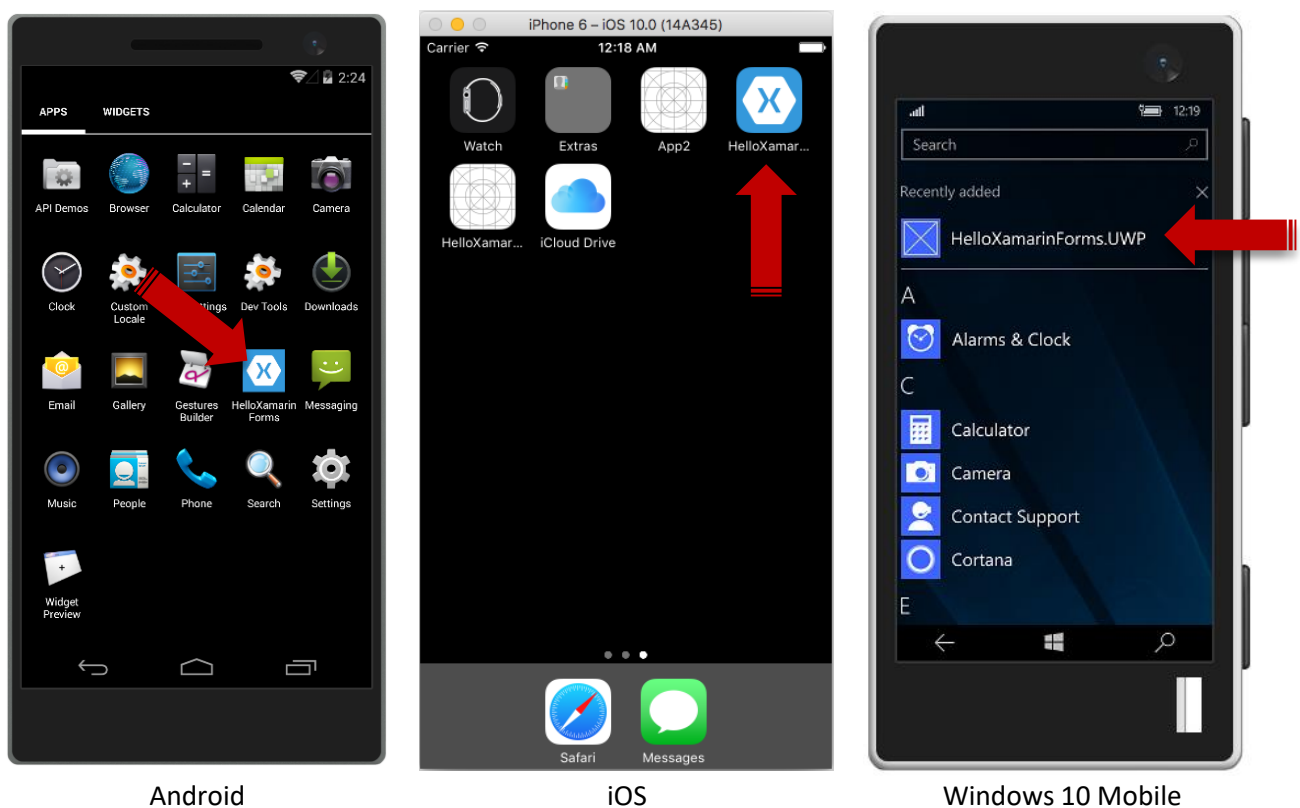 2:24
APPS WIDGETS
API Demos Browser Calculator Calendar Camera
Clock Custom Locale ttings Dev Tools Downloads
Email Gallery Gestures Builder HelloXamarin Forms Messaging
Music People Phone Search Settings
Widget Preview
Android
iPhone 6 – iOS 10.0 (14A345)
Carrier 12:18 AM
Watch Extras App2 HelloXamar...
HelloXamar... iCloud Drive
Safari Messages
iOS
12:19
Search
Recently added
HelloXamarinForms.UWP
A
Alarms & Clock
C
Calculator
Camera
Contact Support
Cortana
E
Windows 10 Mobile